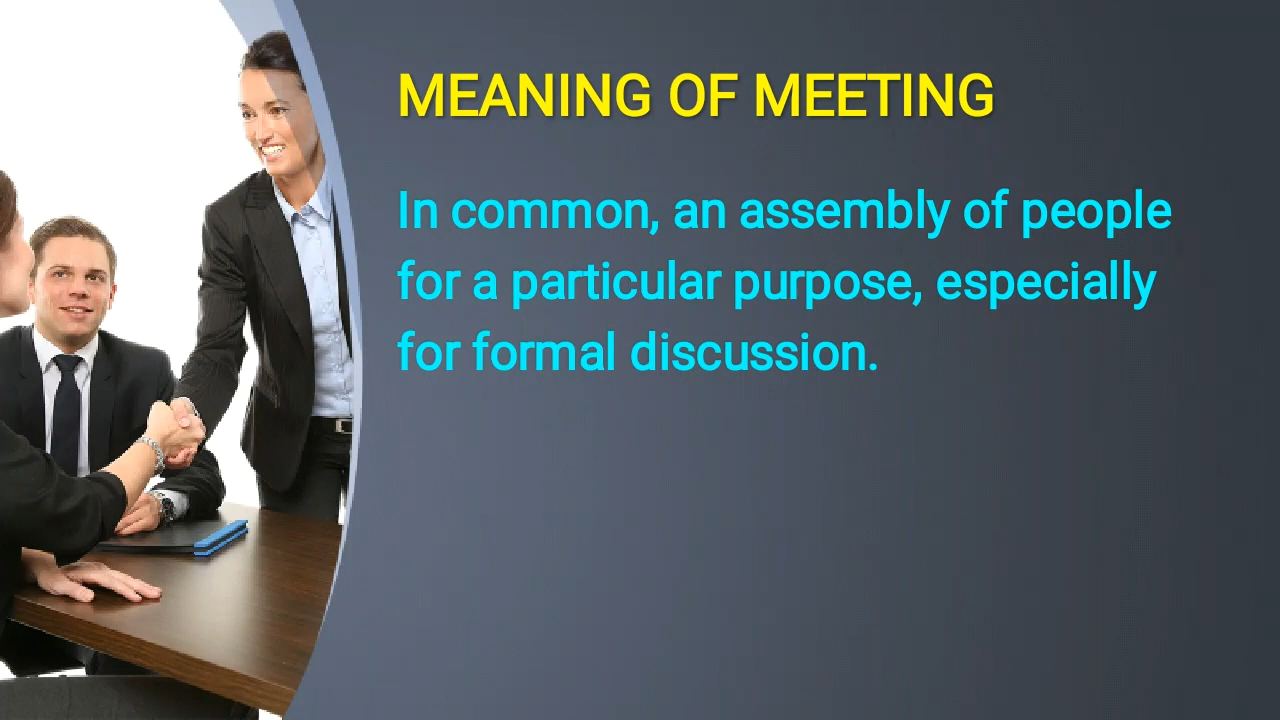 MEANING OF MEETING
In common, an assembly of people
for a particular purpose, especially
for formal discussion.